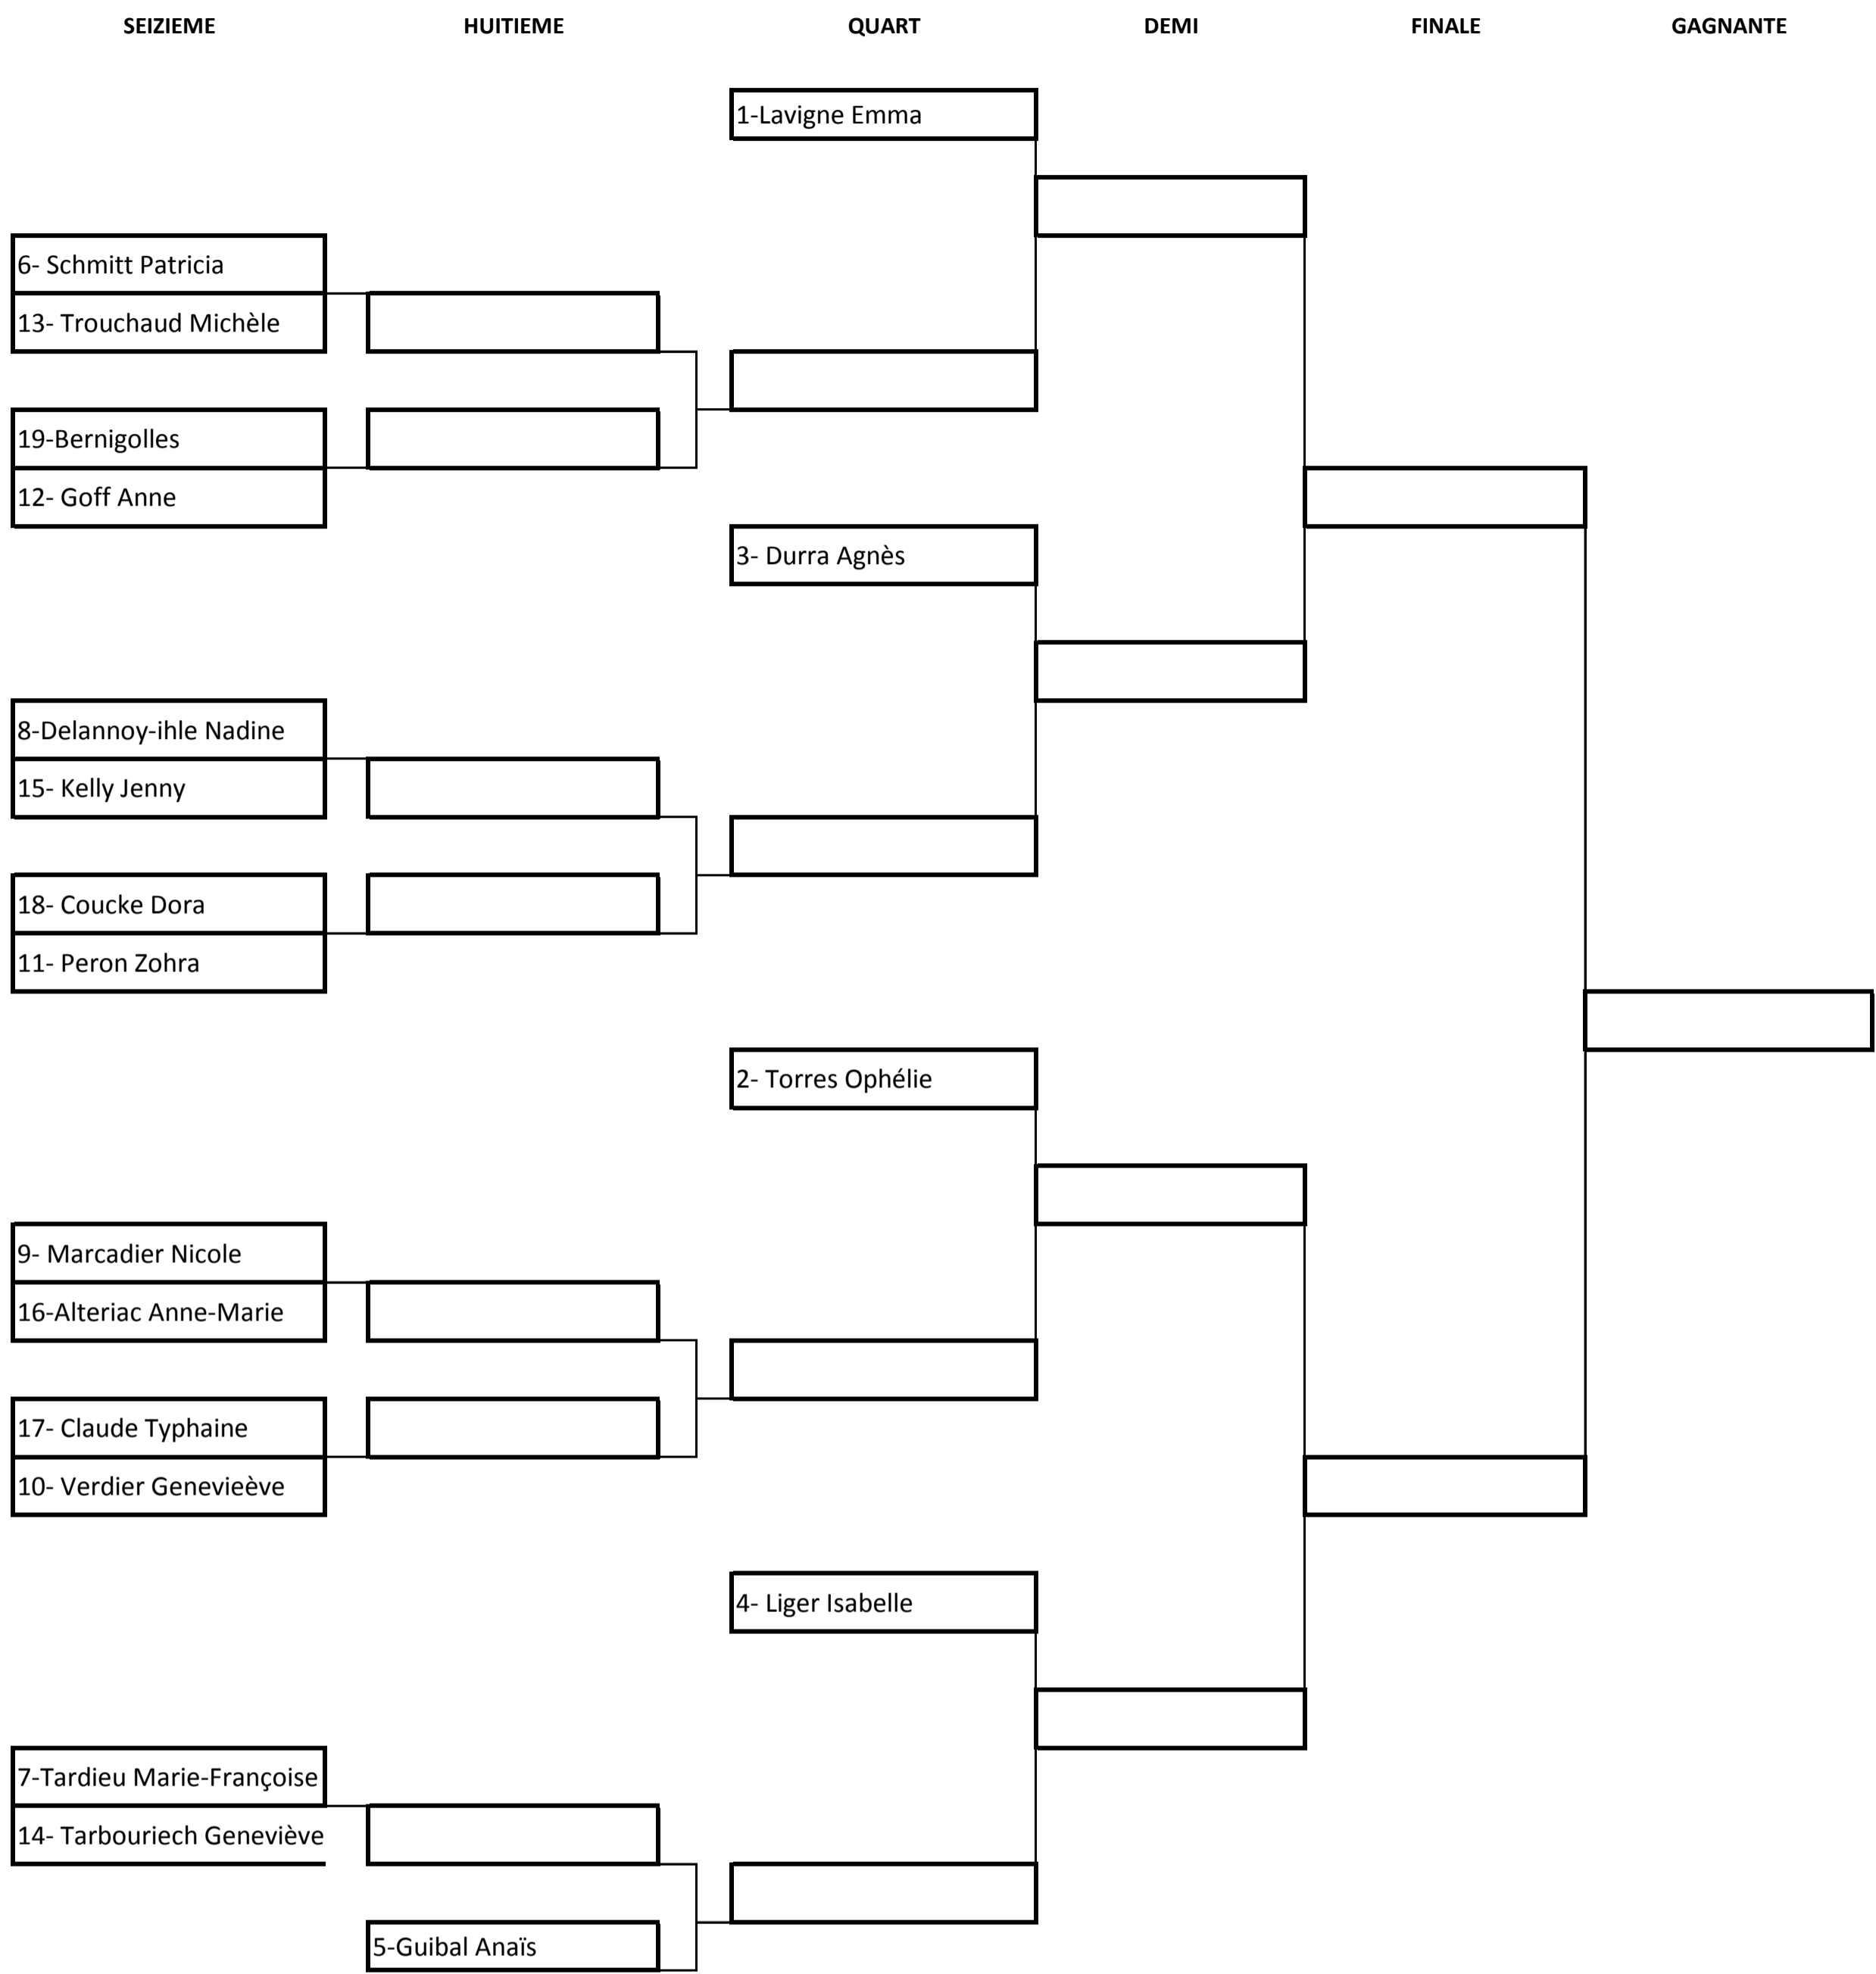 SEIZIEME HUITIEME QUART DEMI FINALE GAGNANTE
1-Lavigne Emma
6- Schmitt Patricia
13- Trouchaud Michèle
19-Bernigolles
12- Goff Anne
3- Durra Agnès
8-Delannoy-ihle Nadine
15- Kelly Jenny
18- Coucke Dora
11- Peron Zohra
2- Torres Ophélie
9- Marcadier Nicole
16-Alteriac Anne-Marie
17- Claude Typhaine
10- Verdier Genevieève
4- Liger Isabelle
7-Tardieu Marie-Françoise
14- Tarbouriech Geneviève
5-Guibal Anaïs